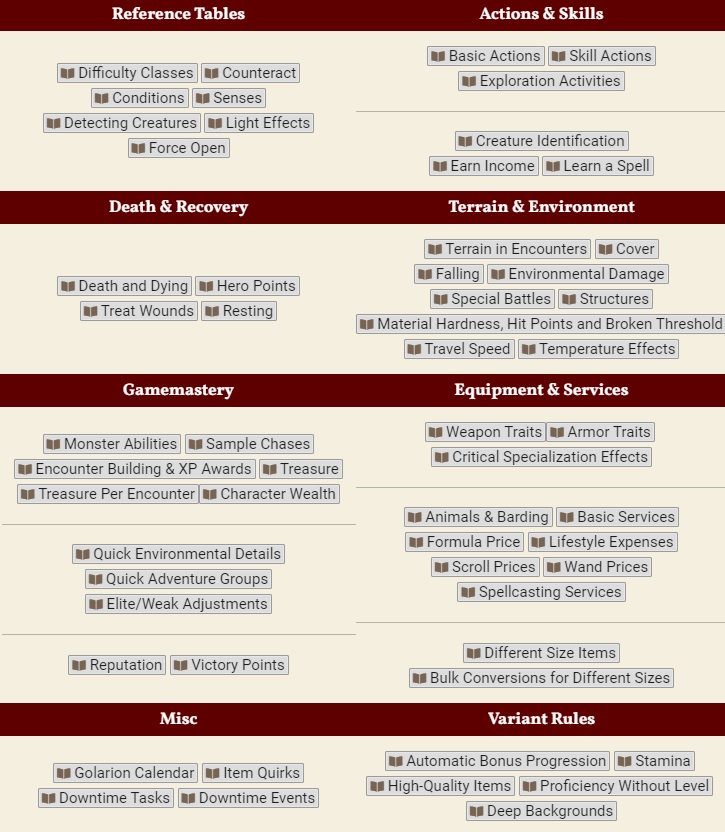 Reference Tables
Difficulty Classes Counteract
Conditions Senses
Detecting Creatures Light Effects
Force Open
Actions & Skills
Basic Actions Skill Actions
Exploration Activities
Creature Identification
Earn Income Learn a Spell
Death & Recovery
Death and Dying Hero Points
Treat Wounds Resting
Terrain & Environment
Terrain in Encounters Cover
Falling Environmental Damage
Special Battles Structures
Material Hardness, Hit Points and Broken Threshold
Travel Speed Temperature Effects
Gamemastery
Monster Abilities Sample Chases
Encounter Building & XP Awards Treasure
Treasure Per Encounter Character Wealth
Quick Environmental Details
Quick Adventure Groups
Elite/Weak Adjustments
Reputation Victory Points
Equipment & Services
Weapon Traits Armor Traits
Critical Specialization Effects
Animals & Barding Basic Services
Formula Price Lifestyle Expenses
Scroll Prices Wand Prices
Spellcasting Services
Different Size Items
Bulk Conversions for Different Sizes
Misc
Golarion Calendar Item Quirks
Downtime Tasks Downtime Events
Variant Rules
Automatic Bonus Progression Stamina
High-Quality Items Proficiency Without Level
Deep Backgrounds